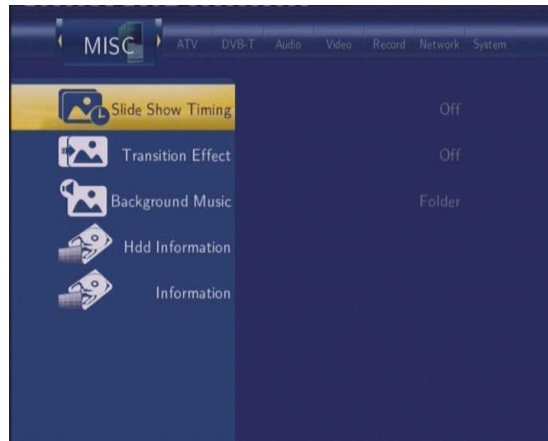 MISC ATV DVB-T Audio Video Record Network System
Slide Show Timing Off
Transition Effect Off
Background Music Folder
Hdd Information
Information